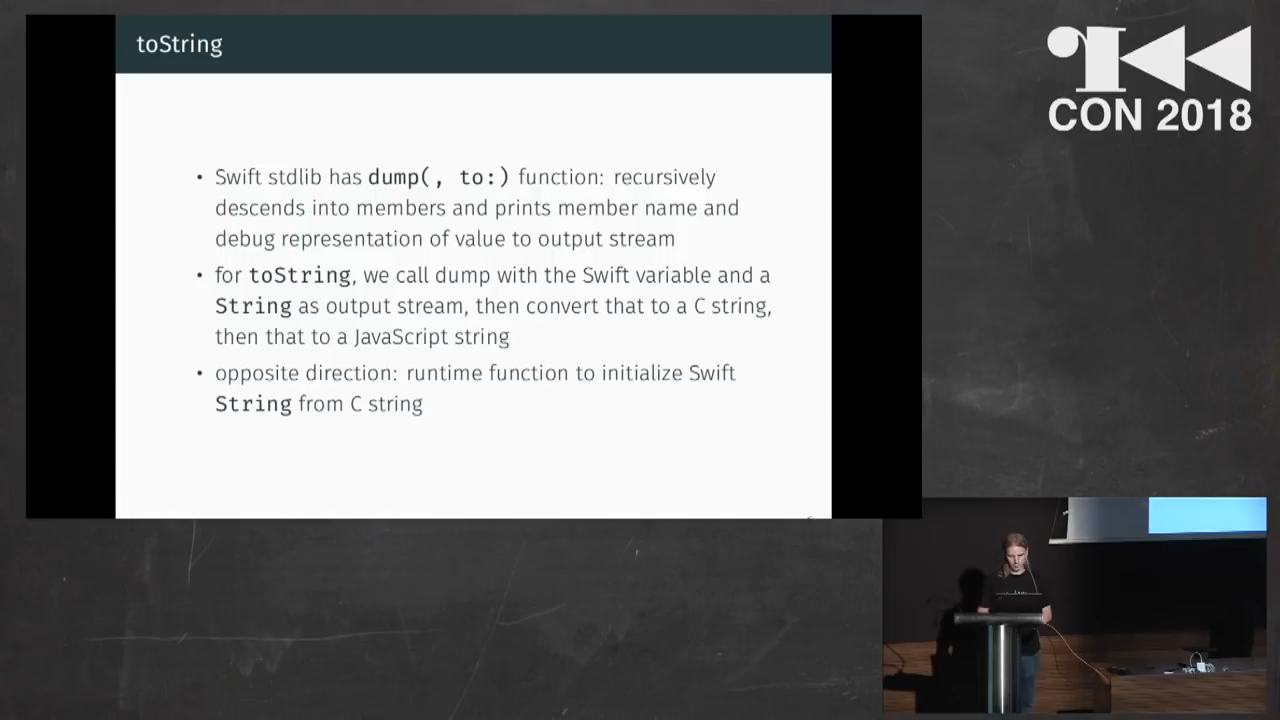 toString
• Swift stdlib has dump(, to:) function: recursively
descends into members and prints member name and
debug representation of value to output stream
• for toString, we call dump with the Swift variable and a
String as output stream, then convert that to a C string,
then that to a JavaScript string
• opposite direction: runtime function to initialize Swift
String from C string
CON 2018